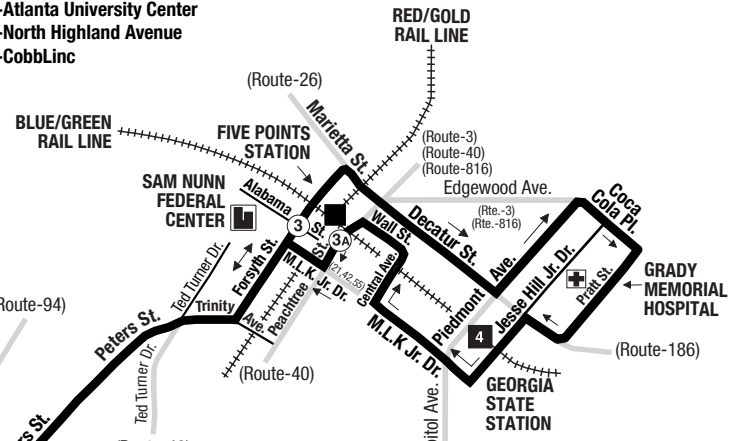 -Atlanta University Center
-North Highland Avenue
-CobbLinc
RED/GOLD
RAIL LINE
(Route-26)
BLUE/GREEN
RAIL LINE
FIVE POINTS
STATION
Marietta St.
(Route-3)
(Route-40)
(Route-816)
SAM NUNN
FEDERAL
CENTER
Alabama
St.
Edgewood Ave.
(Rte.-3)
(Rte.-816)
Coca
Cola Pl.
3
3A
Wall St.
Decatur St.
Ted Turner Dr.
Forsyth St.
St.
M.L.K Jr. Dr.
(21,42,55)
Central Ave.
Ave.
Jesse Hill Jr. Dr.
Pratt St.
GRADY
MEMORIAL
HOSPITAL
Route-94)
Trinity
Ave.
Peachtree
M.L.K Jr. Dr.
Piedmont
4
Peters St.
(Route-40)
(Route-186)
Ted Turner Dr.
GEORGIA
STATE
STATION
itol Ave.
rs St.